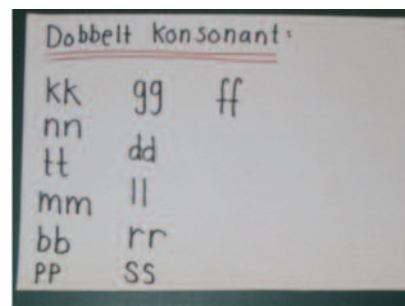 Dobbelt konsonant:
kk gg ff
nn
dd
tt
mm ll
bb rr
pp ss